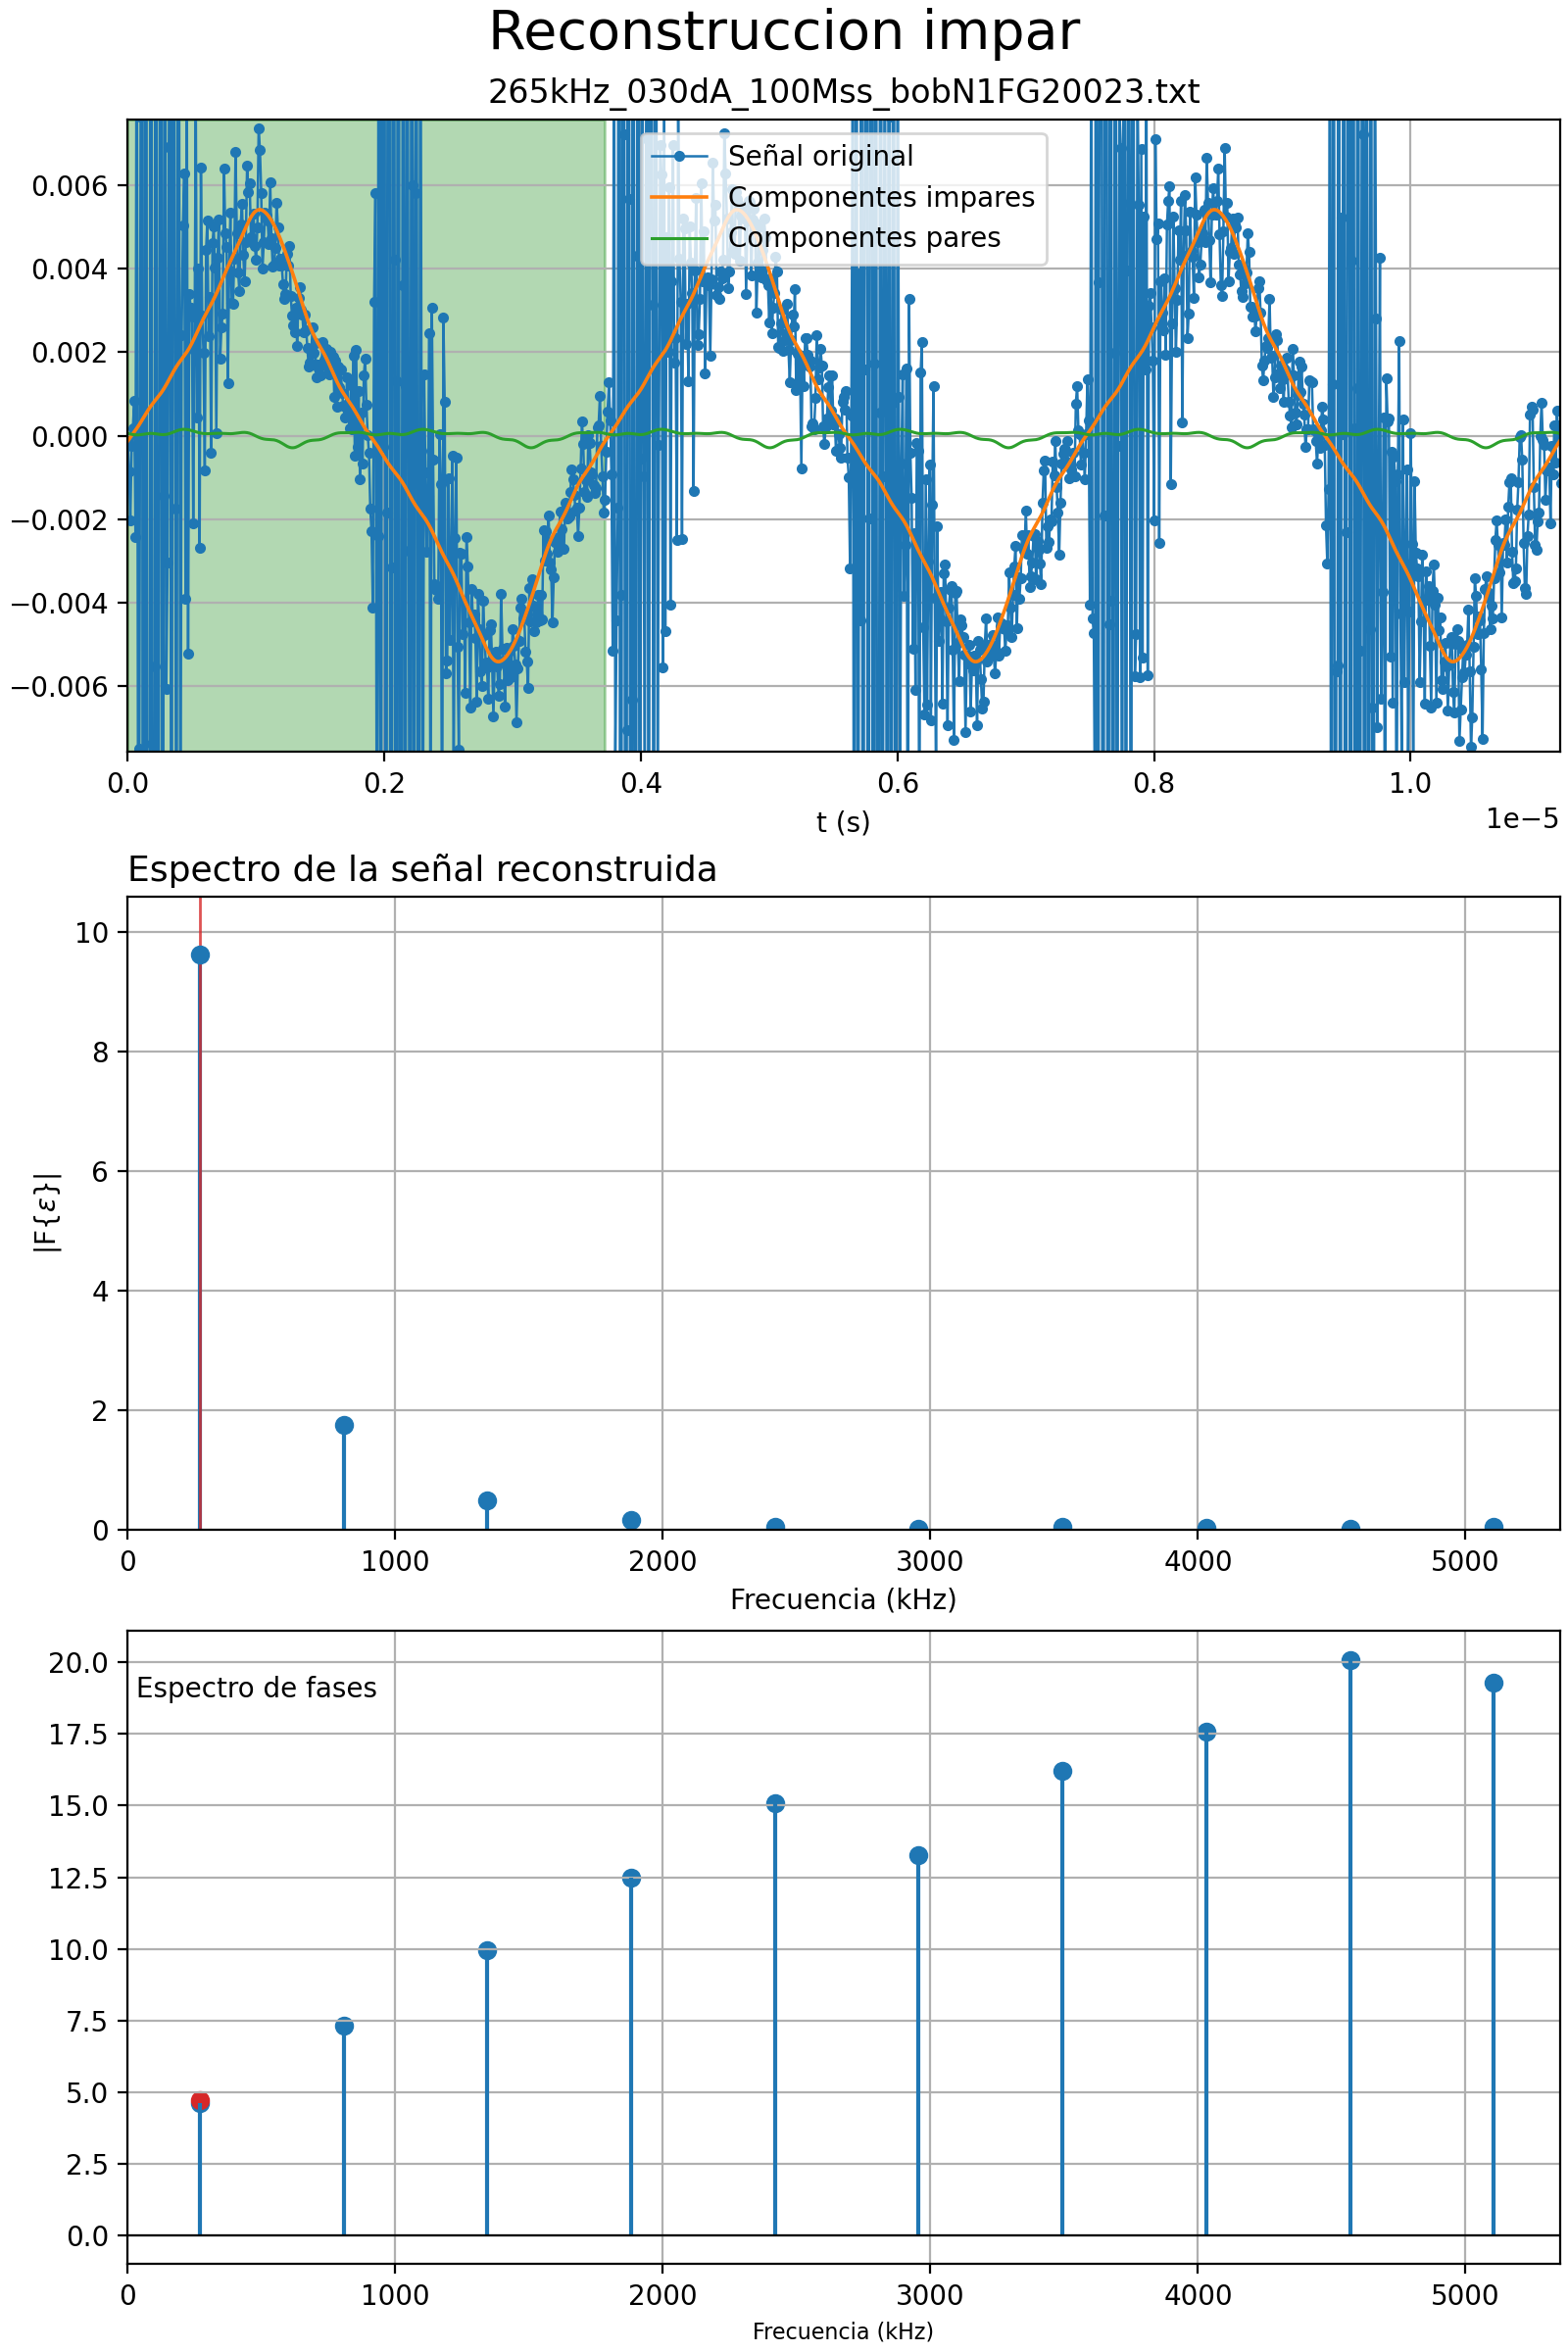 Reconstruccion impar
265kHz_030dA_100Mss_bobN1FG20023.txt
Señal original
Componentes impares
Componentes pares
0.006
0.004
0.002
0.000
−0.002
−0.004
−0.006
0.0 0.2 0.4 0.6 0.8 1.0
1e−5
t (s)
Espectro de la señal reconstruida
10
8
6
4
2
0
|F{ε}|
0 1000 2000 3000 4000 5000
Frecuencia (kHz)
Espectro de fases
20.0
17.5
15.0
12.5
10.0
7.5
5.0
2.5
0.0
0 1000 2000 3000 4000 5000
Frecuencia (kHz)